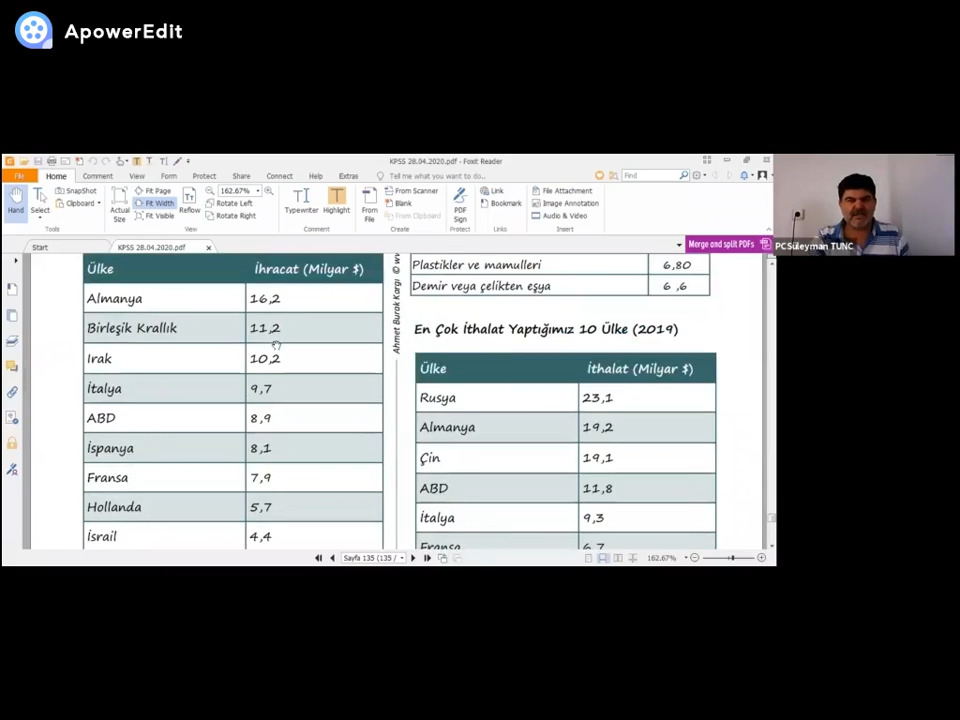 ApowerEdit
KPSS 28.04.2020.pdf - Foxit Reader
File Home Comment View Form Protect Share Connect Help Extras Tell me what you want to do..
Hand
Select
SnapShot
Clipboard
Tools
Actual Size
Fit Page
Fit Width
Fit Visible
Reflow
162.67%
Rotate Left
Rotate Right
View
Typewriter
Highlight
Comment
From File
From Scanner
Blank
From Clipboard
Create
PDF Sign
Protect
Link
Bookmark
Links
File Attachment
Image Annotation
Audio & Video
Insert
Find
Start
KPSS 28.04.2020.pdf
Merge and split PDFs
PCSüleyman TUNC
Ülke İhracat (Milyar $)
Almanya 16,2
Birleşik Krallık 11,2
Irak 10,2
İtalya 9,7
ABD 8,9
İspanya 8,1
Fransa 7,9
Hollanda 5,7
İsrail 4,4
Ahmet Burak Kargı © w
Plastikler ve mamulleri 6,80
Demir veya çelikten eşya 6 ,6
En Çok İthalat Yaptığımız 10 Ülke (2019)
Ülke İthalat (Milyar $)
Rusya 23,1
Almanya 19,2
Çin 19,1
ABD 11,8
İtalya 9,3
Fransa 6,7
Sayfa 135 (135 /
162.67%